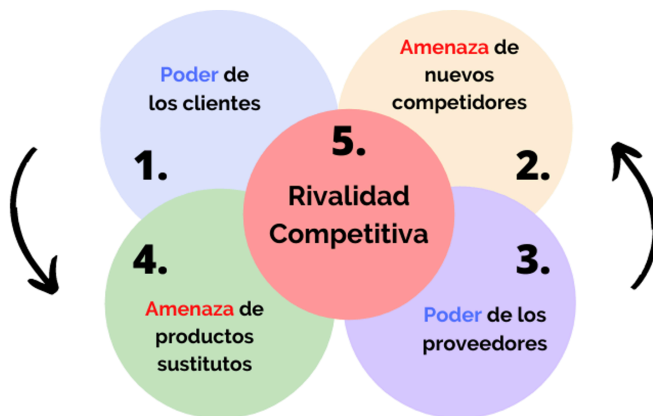 Poder de
los clientes
1.
Amenaza de
nuevos
competidores
2.
5.
Rivalidad
Competitiva
4.
Amenaza de
productos
sustitutos
3.
Poder de los
proveedores